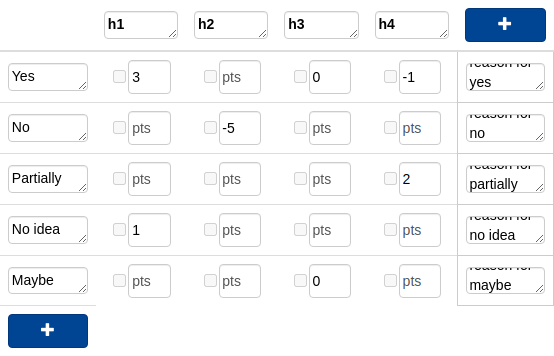 h1 h2 h3 h4 +
reason for
Yes 3 pts 0 -1 yes
reason for
No pts -5 pts pts no
reason for
Partially pts pts pts 2 partially
reason for
No idea 1 pts pts pts no idea
reason for
Maybe pts pts 0 pts maybe
+